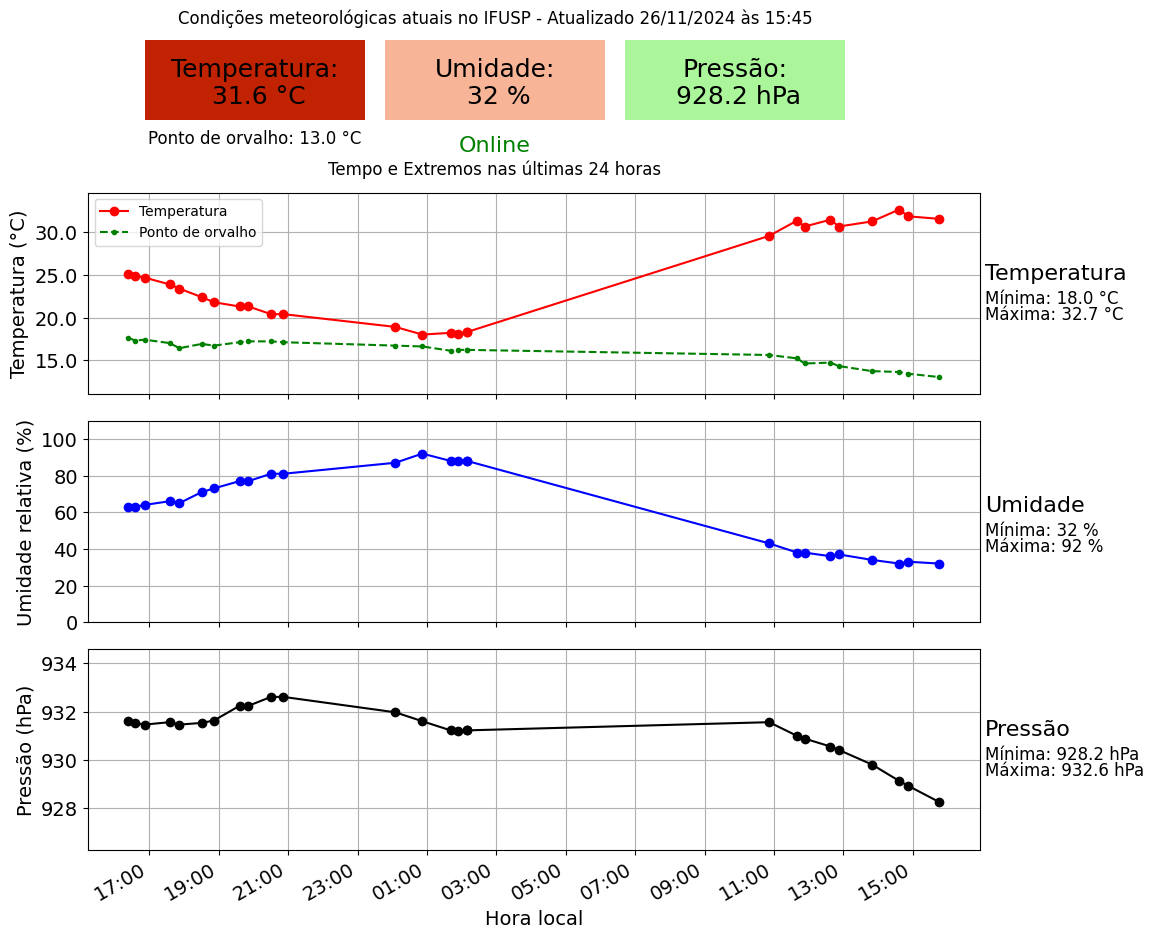 Condições meteorológicas atuais no IFUSP - Atualizado 26/11/2024 às 15:45
Temperatura:
31.6 °C
Umidade:
32 %
Pressão:
928.2 hPa
Ponto de orvalho: 13.0 °C
Online
Tempo e Extremos nas últimas 24 horas
Temperatura (°C)
30.0
25.0
20.0
15.0
Temperatura
Ponto de orvalho
Temperatura
Mínima: 18.0 °C
Máxima: 32.7 °C
Umidade relativa (%)
100
80
60
40
20
0
Umidade
Mínima: 32 %
Máxima: 92 %
Pressão (hPa)
934
932
930
928
Pressão
Mínima: 928.2 hPa
Máxima: 932.6 hPa
17:00 19:00 21:00 23:00 01:00 03:00 05:00 07:00 09:00 11:00 13:00 15:00
Hora local